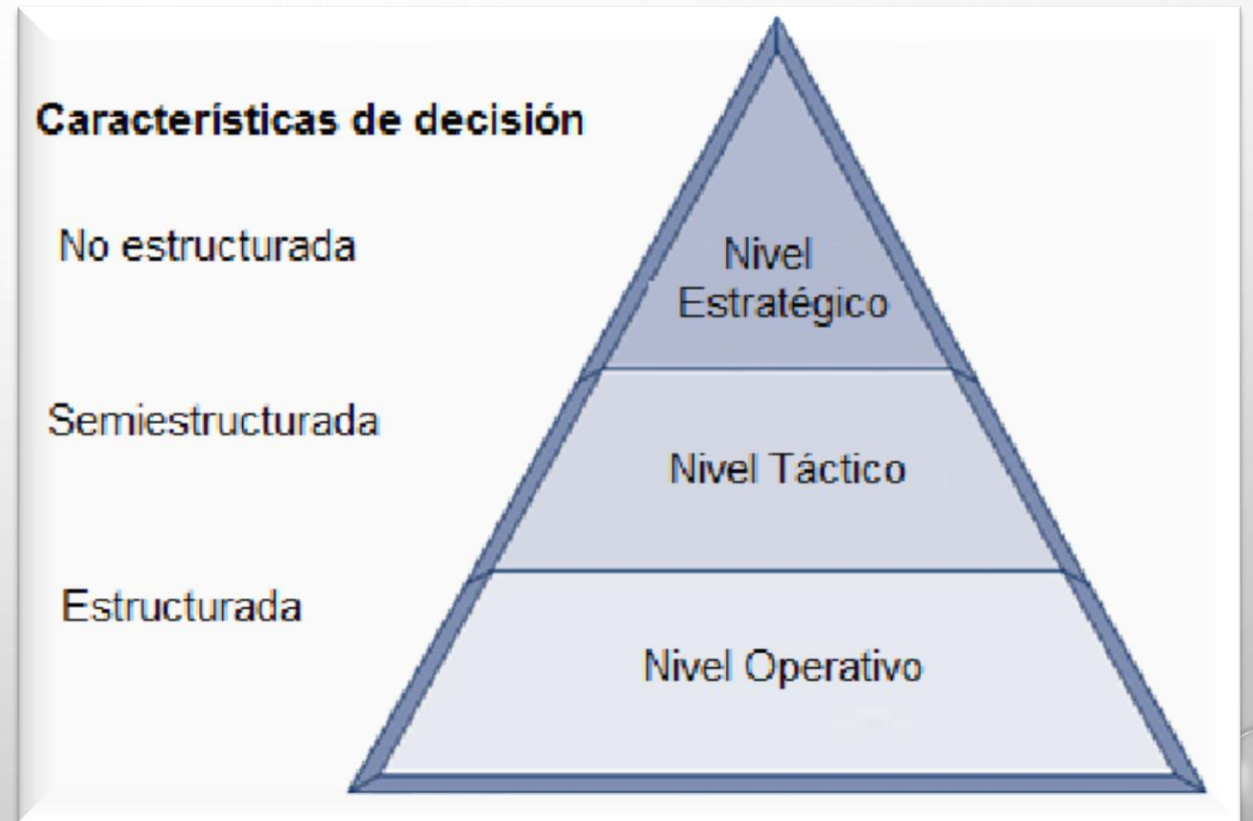 Características de decisión
No estructurada
Nivel
Estratégico
Semiestructurada
Nivel Táctico
Estructurada
Nivel Operativo